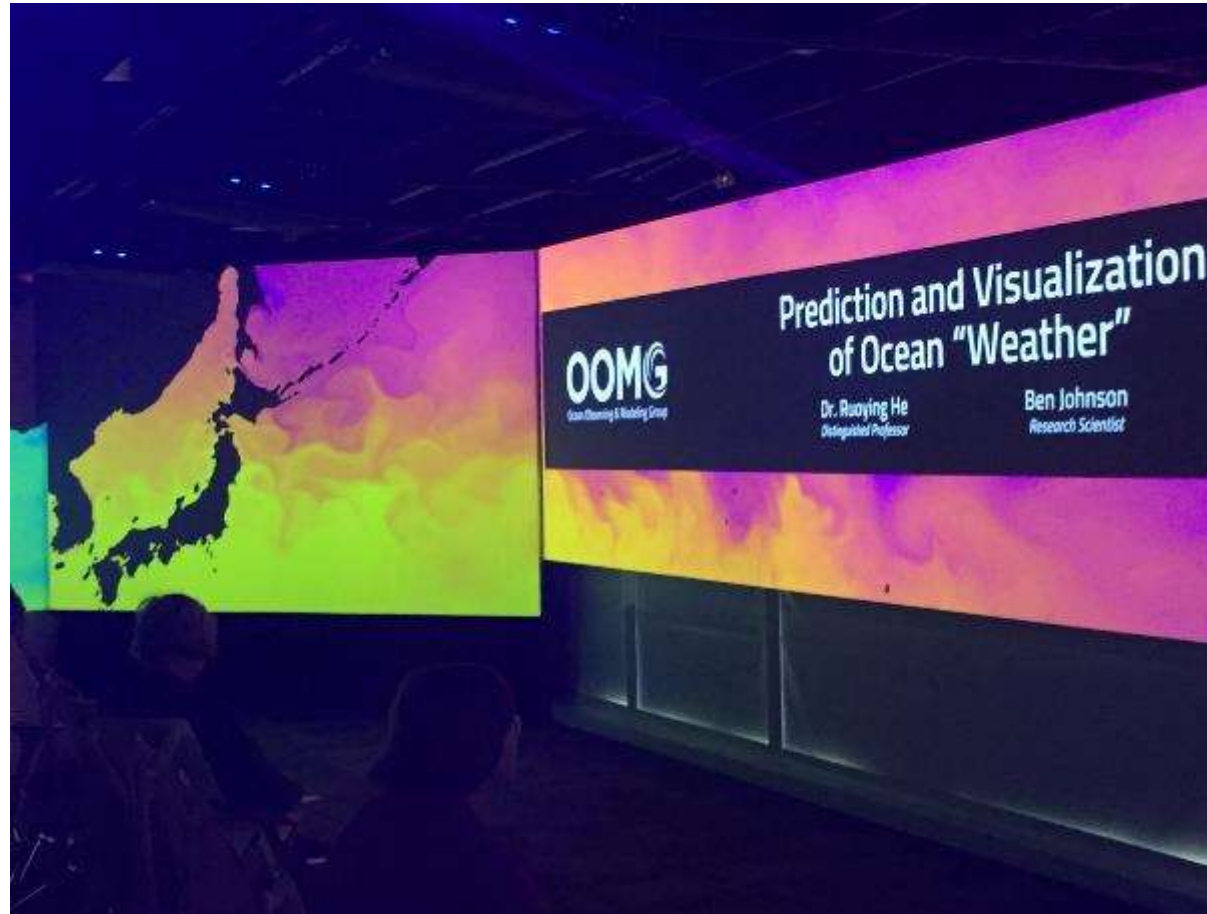 OOMG
Ocean Observing & Modeling Group
Prediction and Visualization
of Ocean “Weather”
Dr. Ruoying He
Distinguished Professor
Ben Johnson
Research Scientist